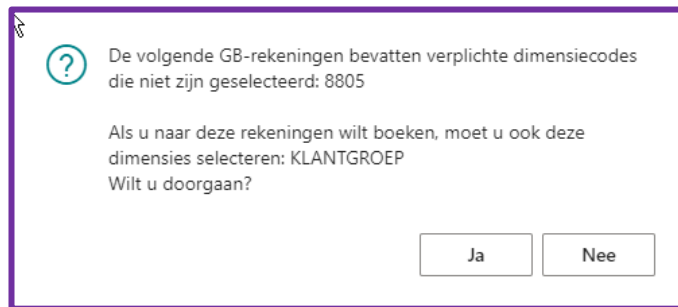 De volgende GB-rekeningen bevatten verplichte dimensiecodes
die niet zijn geselecteerd: 8805
Als u naar deze rekeningen wilt boeken, moet u ook deze
dimensies selecteren: KLANTGROEP
Wilt u doorgaan?
Ja
Nee